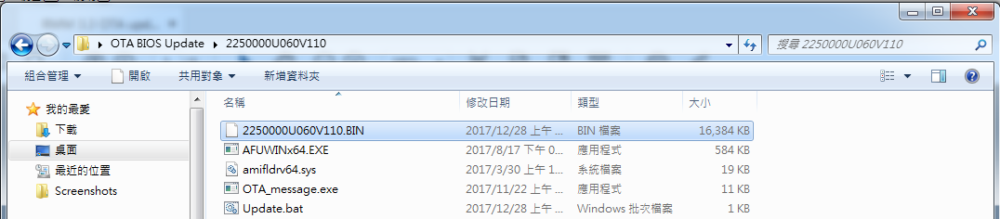 OTA BIOS Update 2250000U060V110 搜尋 2250000U060V110
組合管理 開啟 共用對象 新增資料夾
我的最愛 名稱 修改日期 類型 大小
下載 2250000U060V110.BIN 2017/12/28 上午 ... BIN 檔案 16,384 KB
桌面 AFUWINx64.EXE 2017/8/17 下午 0... 應用程式 584 KB
最近的位置 amifldrv64.sys 2017/3/30 上午 1... 系統檔案 19 KB
Screenshots OTA_message.exe 2017/11/22 上午 ... 應用程式 11 KB
Update.bat 2017/12/28 上午 ... Windows 批次檔案 1 KB